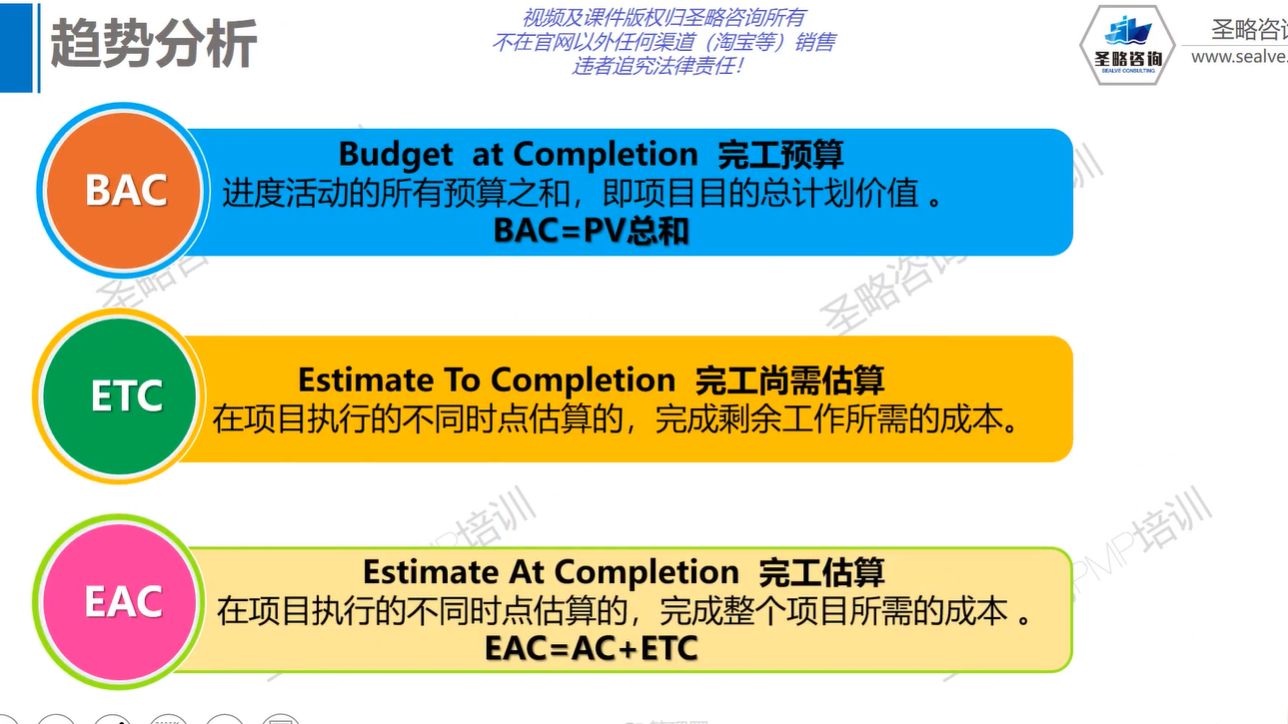 趋势分析
视频及课件版权归圣略咨询所有
不在官网以外任何渠道（淘宝等）销售
违者追究法律责任！
圣略咨询
SEALVE CONSULTING
圣略咨
www.sealve.
BAC
Budget at Completion 完工预算
进度活动的所有预算之和，即项目目的总计划价值 。
BAC=PV总和
圣略咨
圣略咨询
训
ETC
Estimate To Completion 完工尚需估算
在项目执行的不同时点估算的，完成剩余工作所需的成本。
MP培训
PMP培训
EAC
Estimate At Completion 完工估算
在项目执行的不同时点估算的，完成整个项目所需的成本 。
EAC=AC+ETC